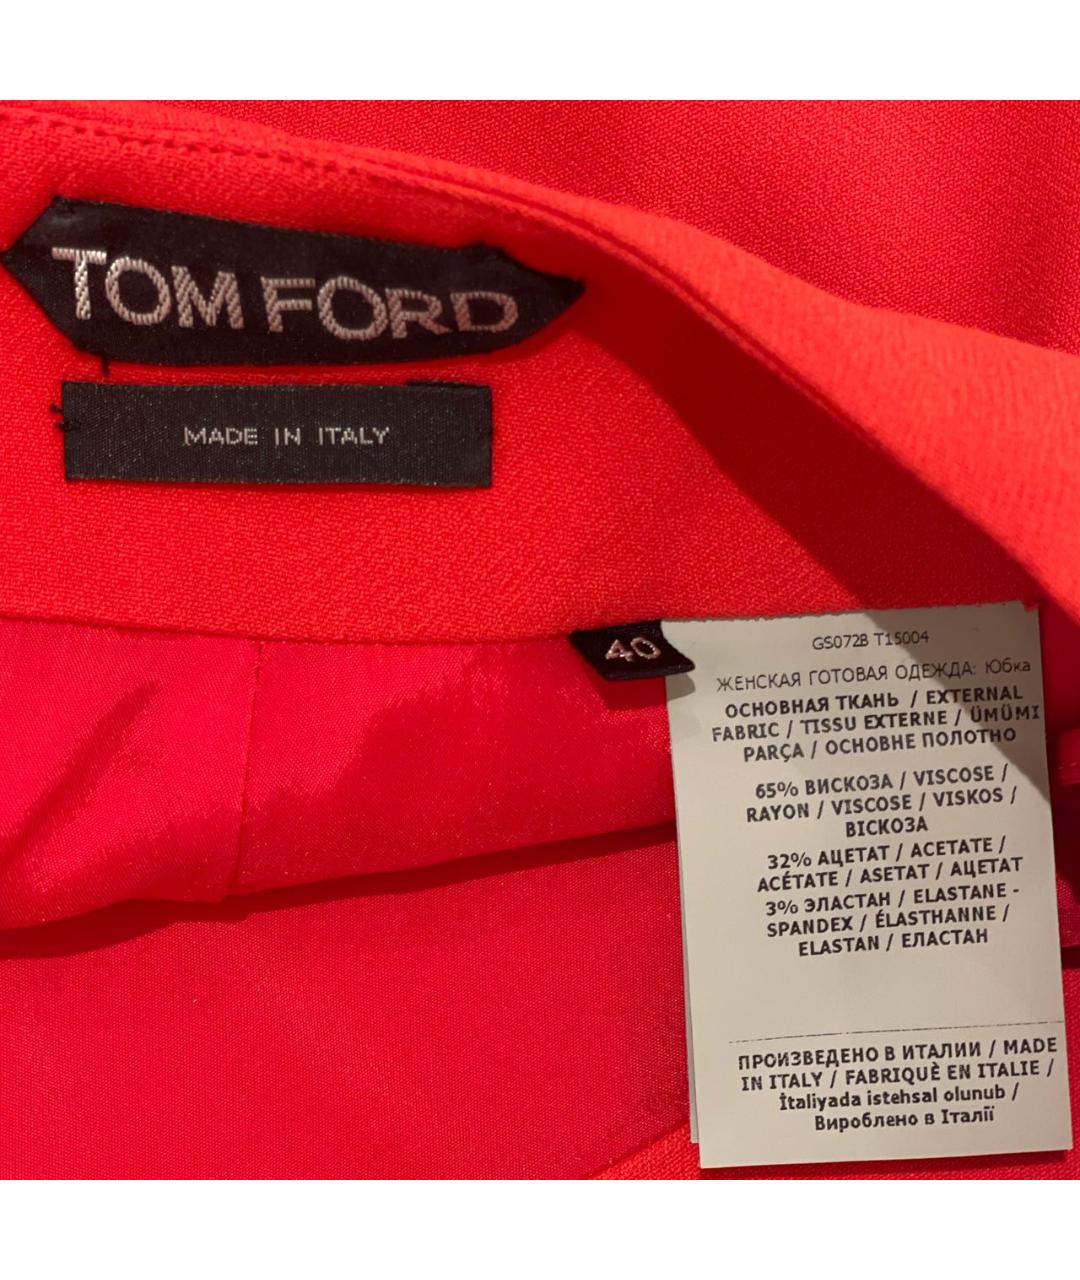 TOM FORD
MADE IN ITALY
40
GS072B T15004
ЖЕНСКАЯ ГОТОВАЯ ОДЕЖДА: Юбка
ОСНОВНАЯ ТКАНЬ / EXTERNAL
FABRIC / TISSU EXTERNE / ÜMÜMI
PARÇA / ОСНОВНЕ ПОЛОТНО
65% ВИСКОЗА / VISCOSE /
RAYON / VISCOSE / VISKOS /
ВІСКОЗА
32% АЦЕТАТ / ACETATE /
ACÉTATE / ASETAT / АЦЕТАТ
3% ЭЛАСТАН / ELASTANE -
SPANDEX / ÉLASTHANNE /
ELASTAN / ЕЛАСТАН
ПРОИЗВЕДЕНО В ИТАЛИИ / MADE
IN ITALY / FABRIQUÈ EN ITALIE /
İtaliyada istehsal olunub /
Вироблено в Італії